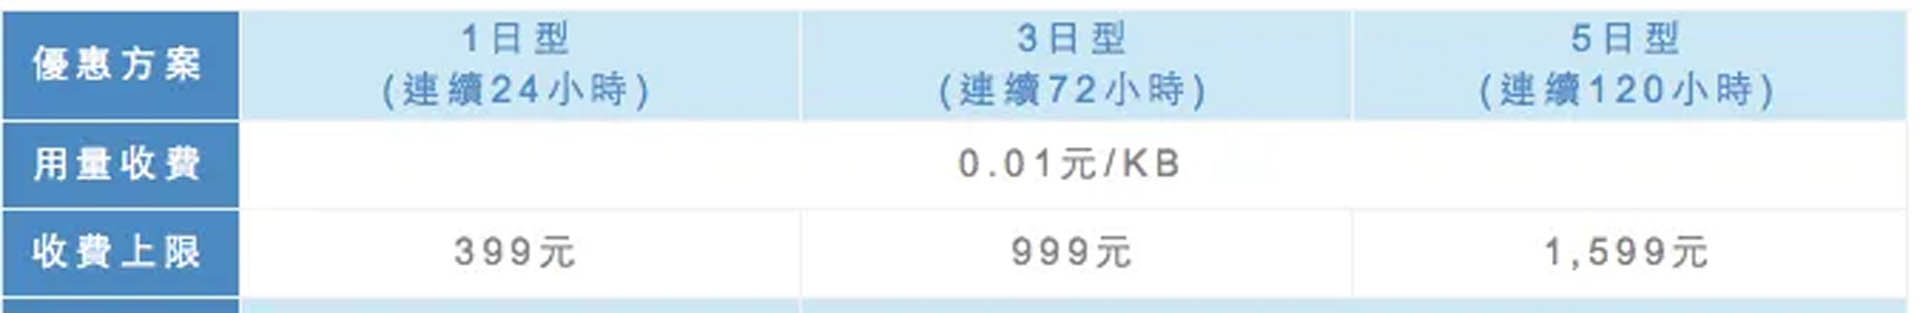 優惠方案
1日型
(連續24小時)
3日型
(連續72小時)
5日型
(連續120小時)
用量收費
0.01元/KB
收費上限
399元
999元
1,599元